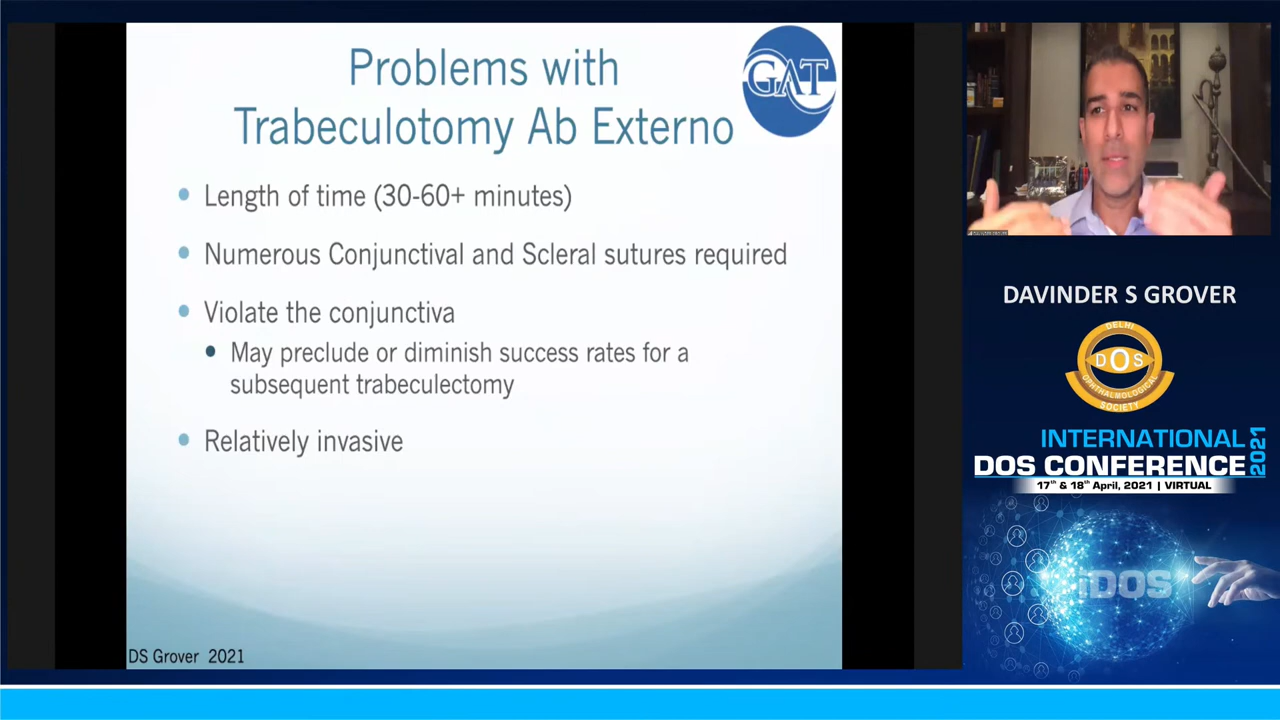 Problems with
Trabeculotomy Ab Externo
GAT
Length of time (30-60+ minutes)
Numerous Conjunctival and Scleral sutures required
Violate the conjunctiva
May preclude or diminish success rates for a
subsequent trabeculectomy
Relatively invasive
DS Grover 2021
DAVINDER S GROVER
DELHI
DOS
OPHTHALMOLOGICAL
SOCIETY
INTERNATIONAL
DOS CONFERENCE
2021
17th & 18th April, 2021 | VIRTUAL
iDOS